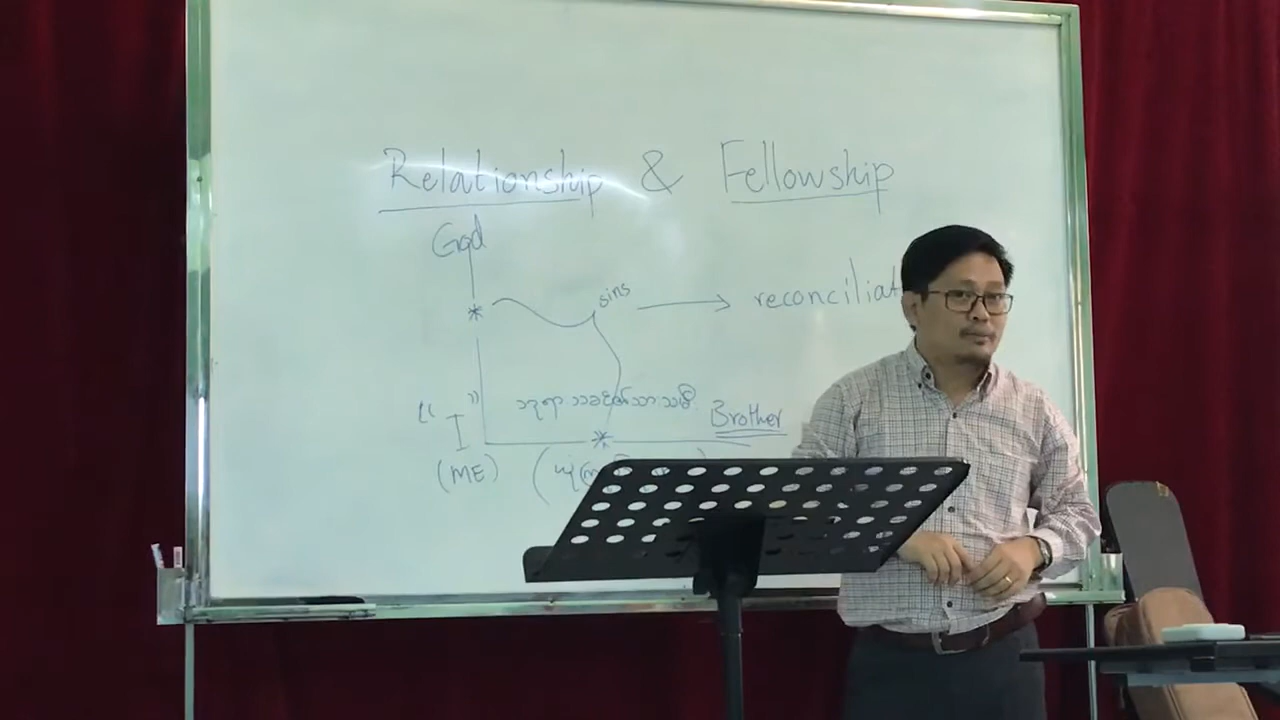 Relationship & Fellowship
God
sins
reconciliat
" I "
Brother
(ME)